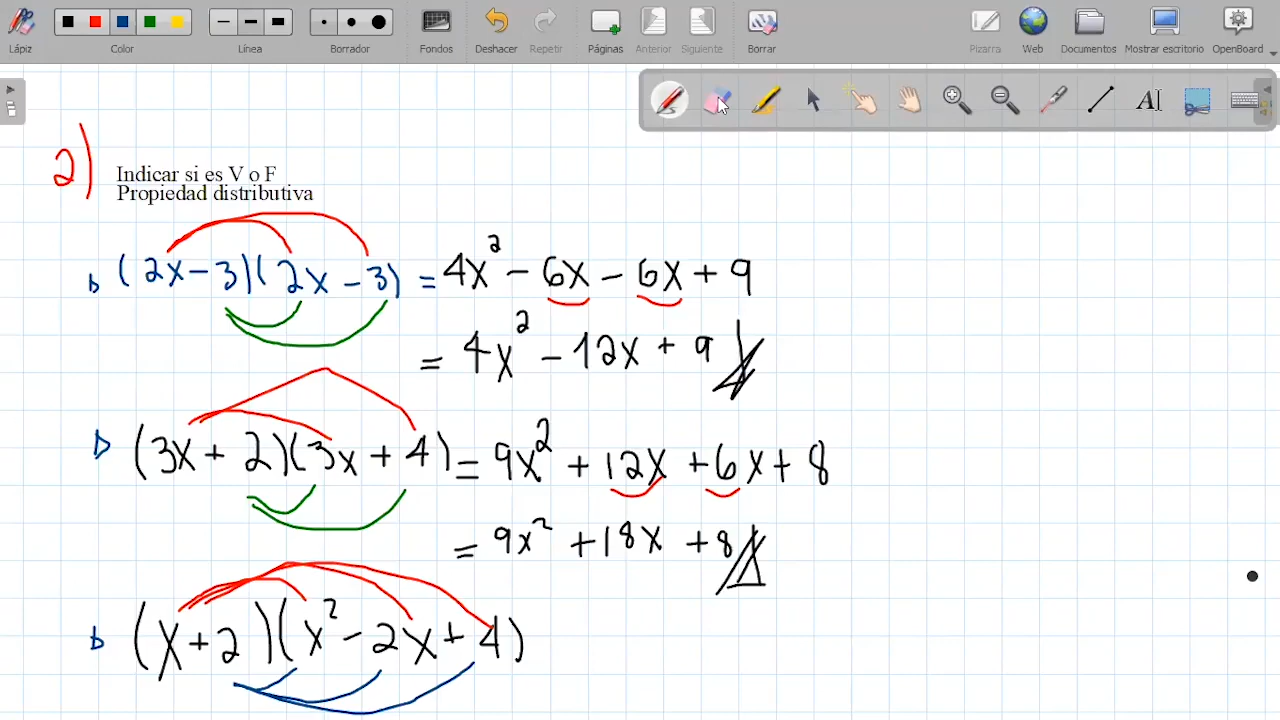 Lápiz Color Línea Borrador Fondos Deshacer Repetir Páginas Anterior Siguiente Borrar Pizarra Web Documentos Mostrar escritorio OpenBoard
2)
Indicar si es V o F
Propiedad distributiva
(2x - 3)(2x - 3) = 4x² - 6x - 6x + 9
= 4x² - 12x + 9
(3x + 2)(3x + 4) = 9x² + 12x + 6x + 8
= 9x² + 18x + 8
(x + 2)(x² - 2x + 4)